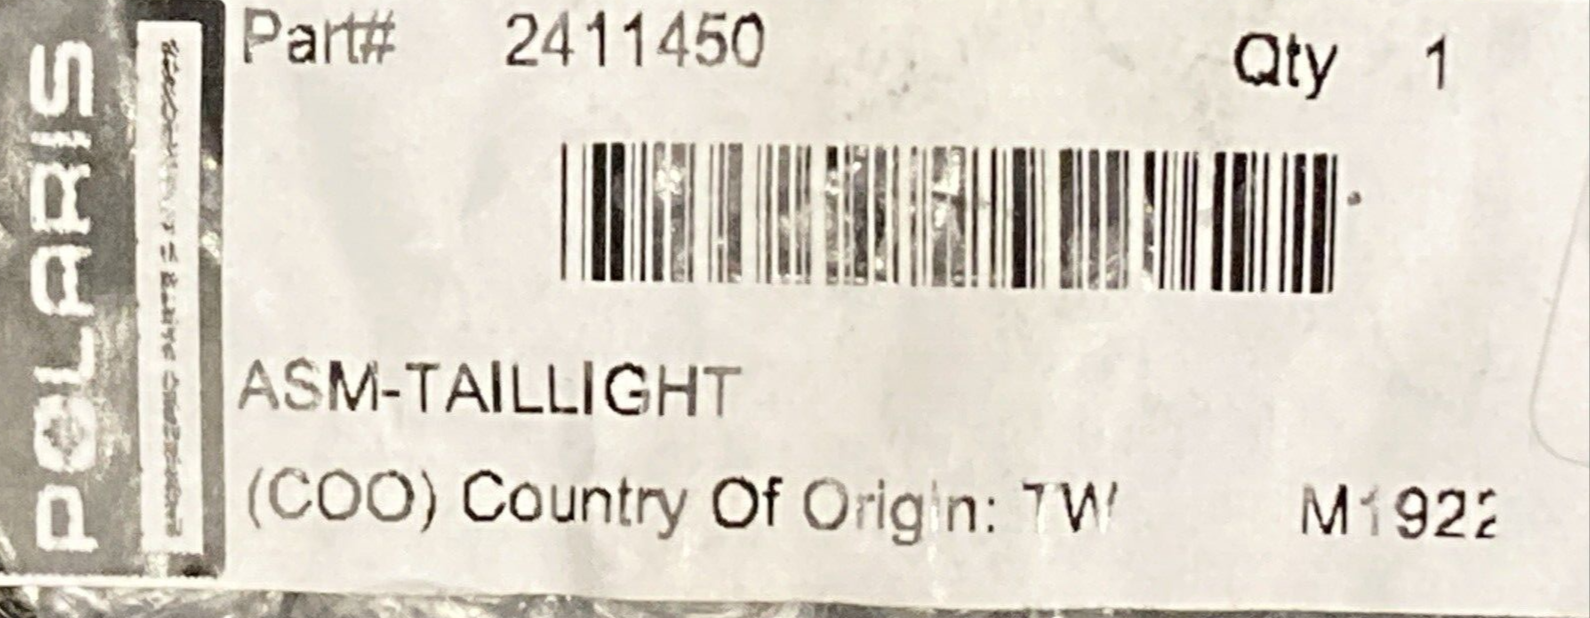 POLARIS
Part# 2411450 Qty 1
ASM-TAILLIGHT
(COO) Country Of Origin: TW M1922